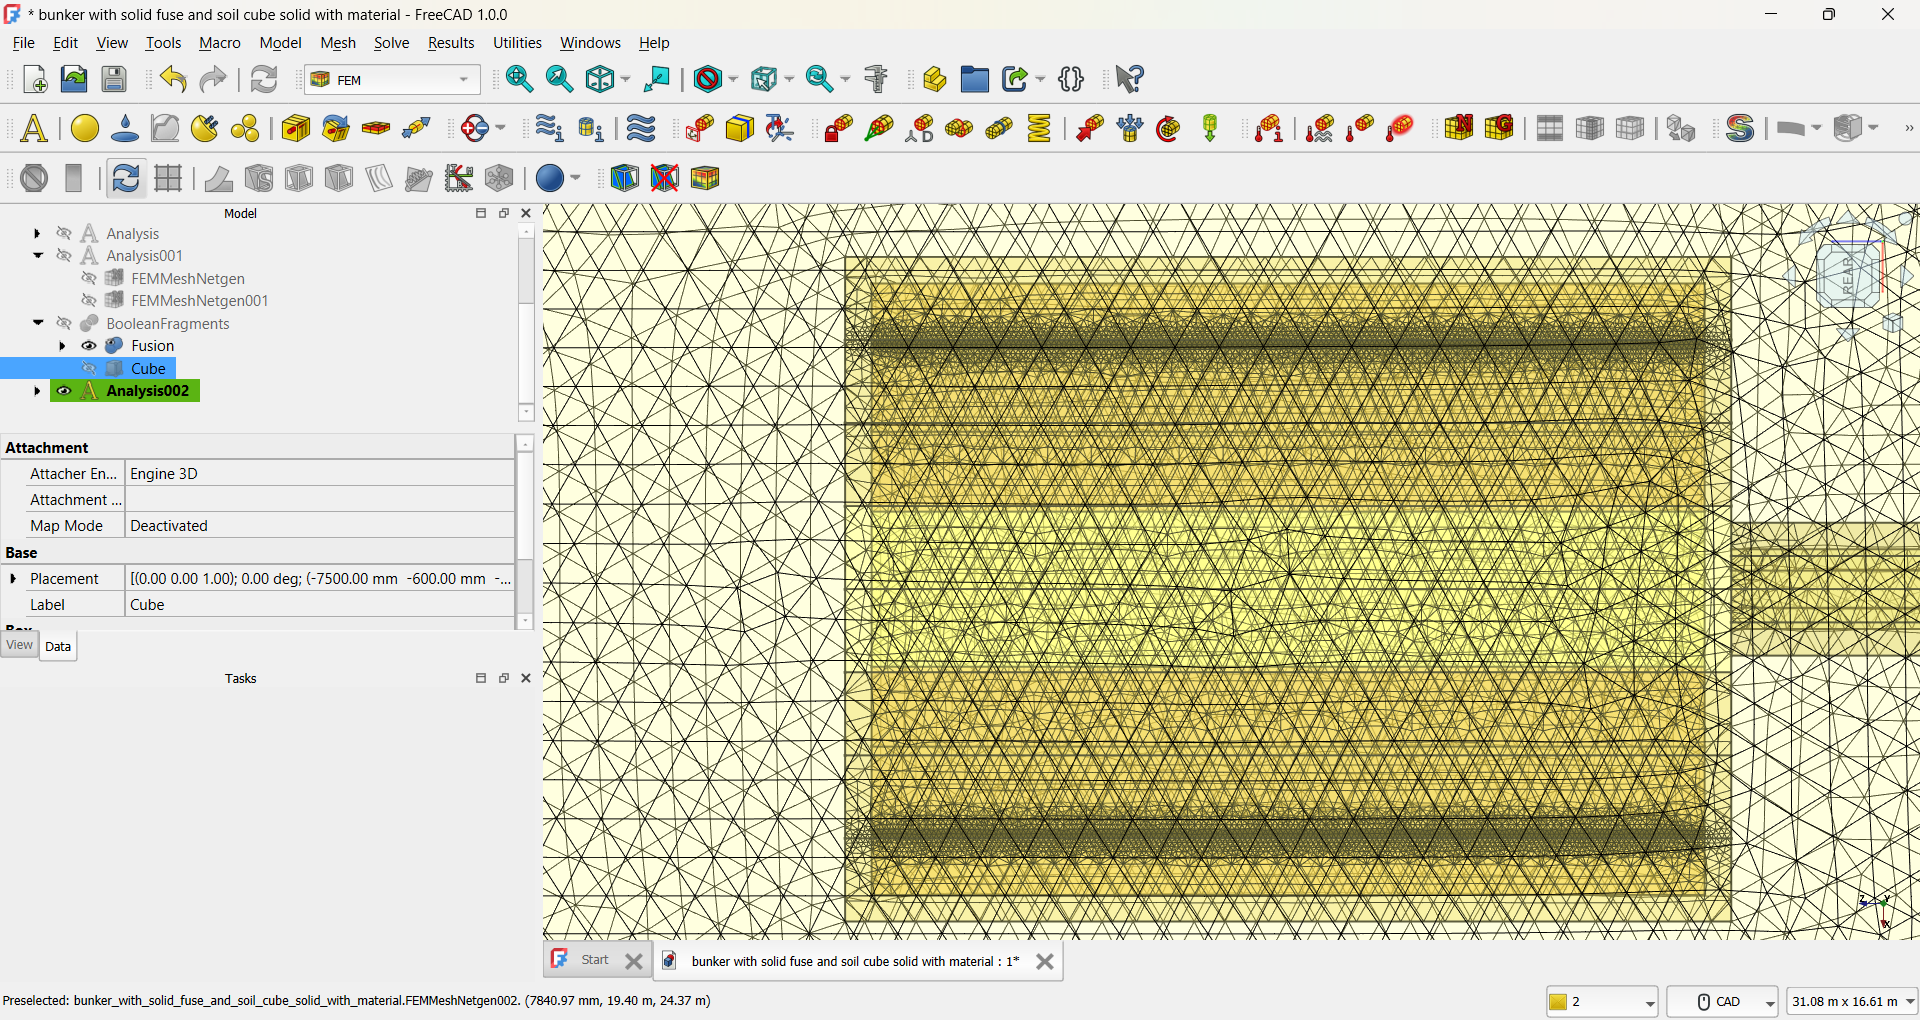 * bunker with solid fuse and soil cube solid with material - FreeCAD 1.0.0
File Edit View Tools Macro Model Mesh Solve Results Utilities Windows Help
FEM
Model
Analysis
Analysis001
FEMMeshNetgen
FEMMeshNetgen001
BooleanFragments
Fusion
Cube
Analysis002
Attachment
Attacher En... Engine 3D
Attachment ...
Map Mode Deactivated
Base
Placement [(0.00 0.00 1.00); 0.00 deg; (-7500.00 mm -600.00 mm -...
Label Cube
View Data
Tasks
REAR
Start
bunker with solid fuse and soil cube solid with material : 1*
Preselected: bunker_with_solid_fuse_and_soil_cube_solid_with_material.FEMMeshNetgen002. (7840.97 mm, 19.40 m, 24.37 m)
2
CAD
31.08 m x 16.61 m